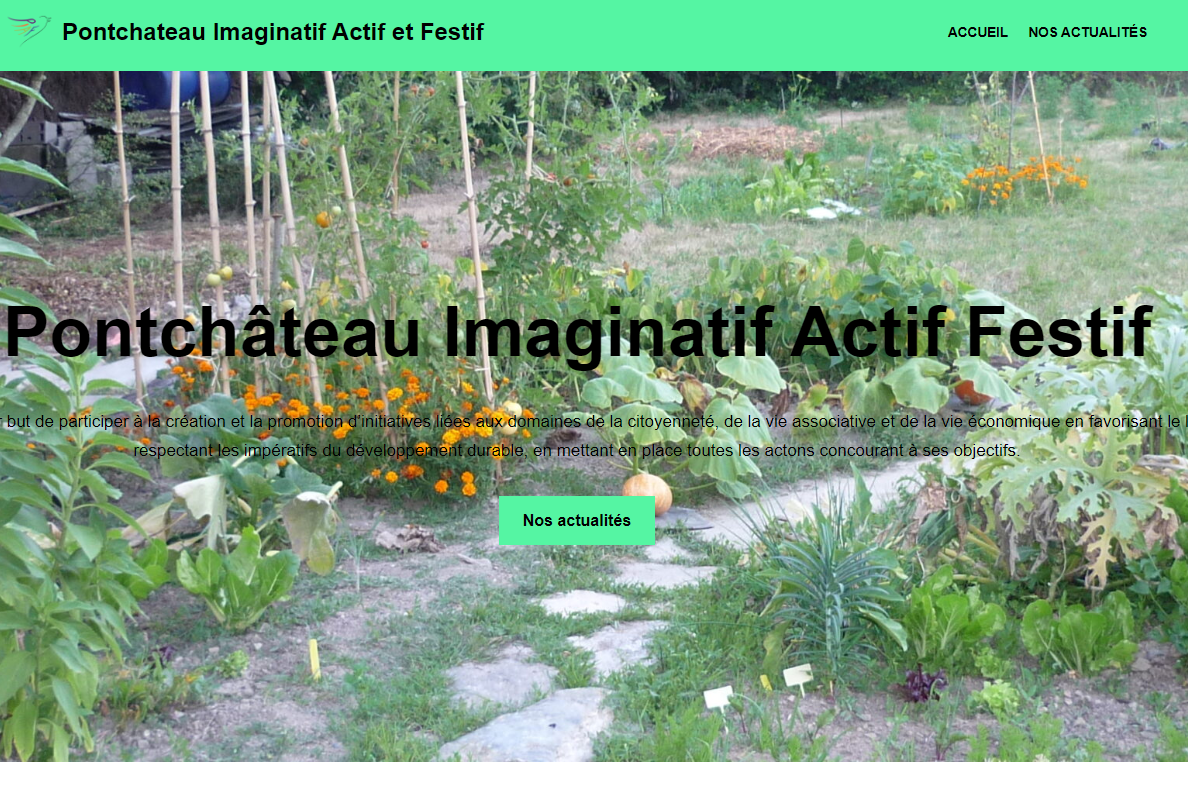 Pontchateau Imaginatif Actif et Festif
ACCUEIL NOS ACTUALITÉS
Pontchâteau Imaginatif Actif Festif
but de participer à la création et la promotion d'initiatives liées aux domaines de la citoyenneté, de la vie associative et de la vie économique en favorisant le
respectant les impératifs du développement durable, en mettant en place toutes les actons concourant à ses objectifs.
Nos actualités